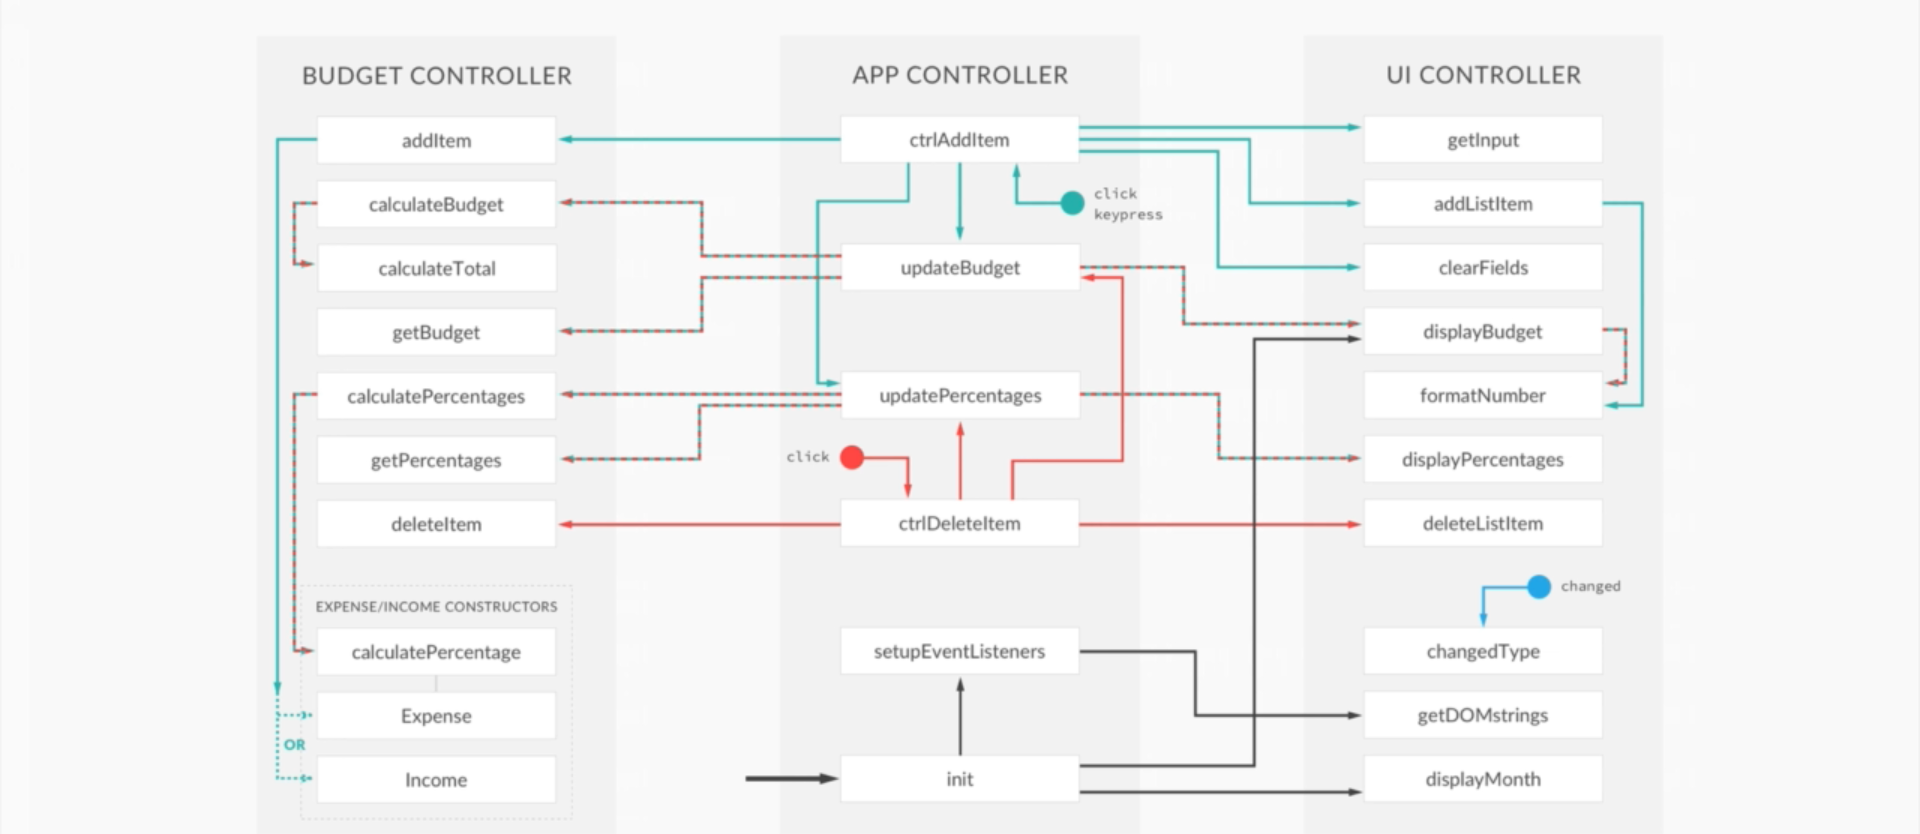 BUDGET CONTROLLER
addItem
calculateBudget
calculateTotal
getBudget
calculatePercentages
getPercentages
deleteItem
EXPENSE/INCOME CONSTRUCTORS
calculatePercentage
Expense
OR
Income
APP CONTROLLER
ctrlAddItem
click
keypress
updateBudget
updatePercentages
click
ctrlDeleteItem
setupEventListeners
init
UI CONTROLLER
getInput
addListItem
clearFields
displayBudget
formatNumber
displayPercentages
deleteListItem
changed
changedType
getDOMstrings
displayMonth